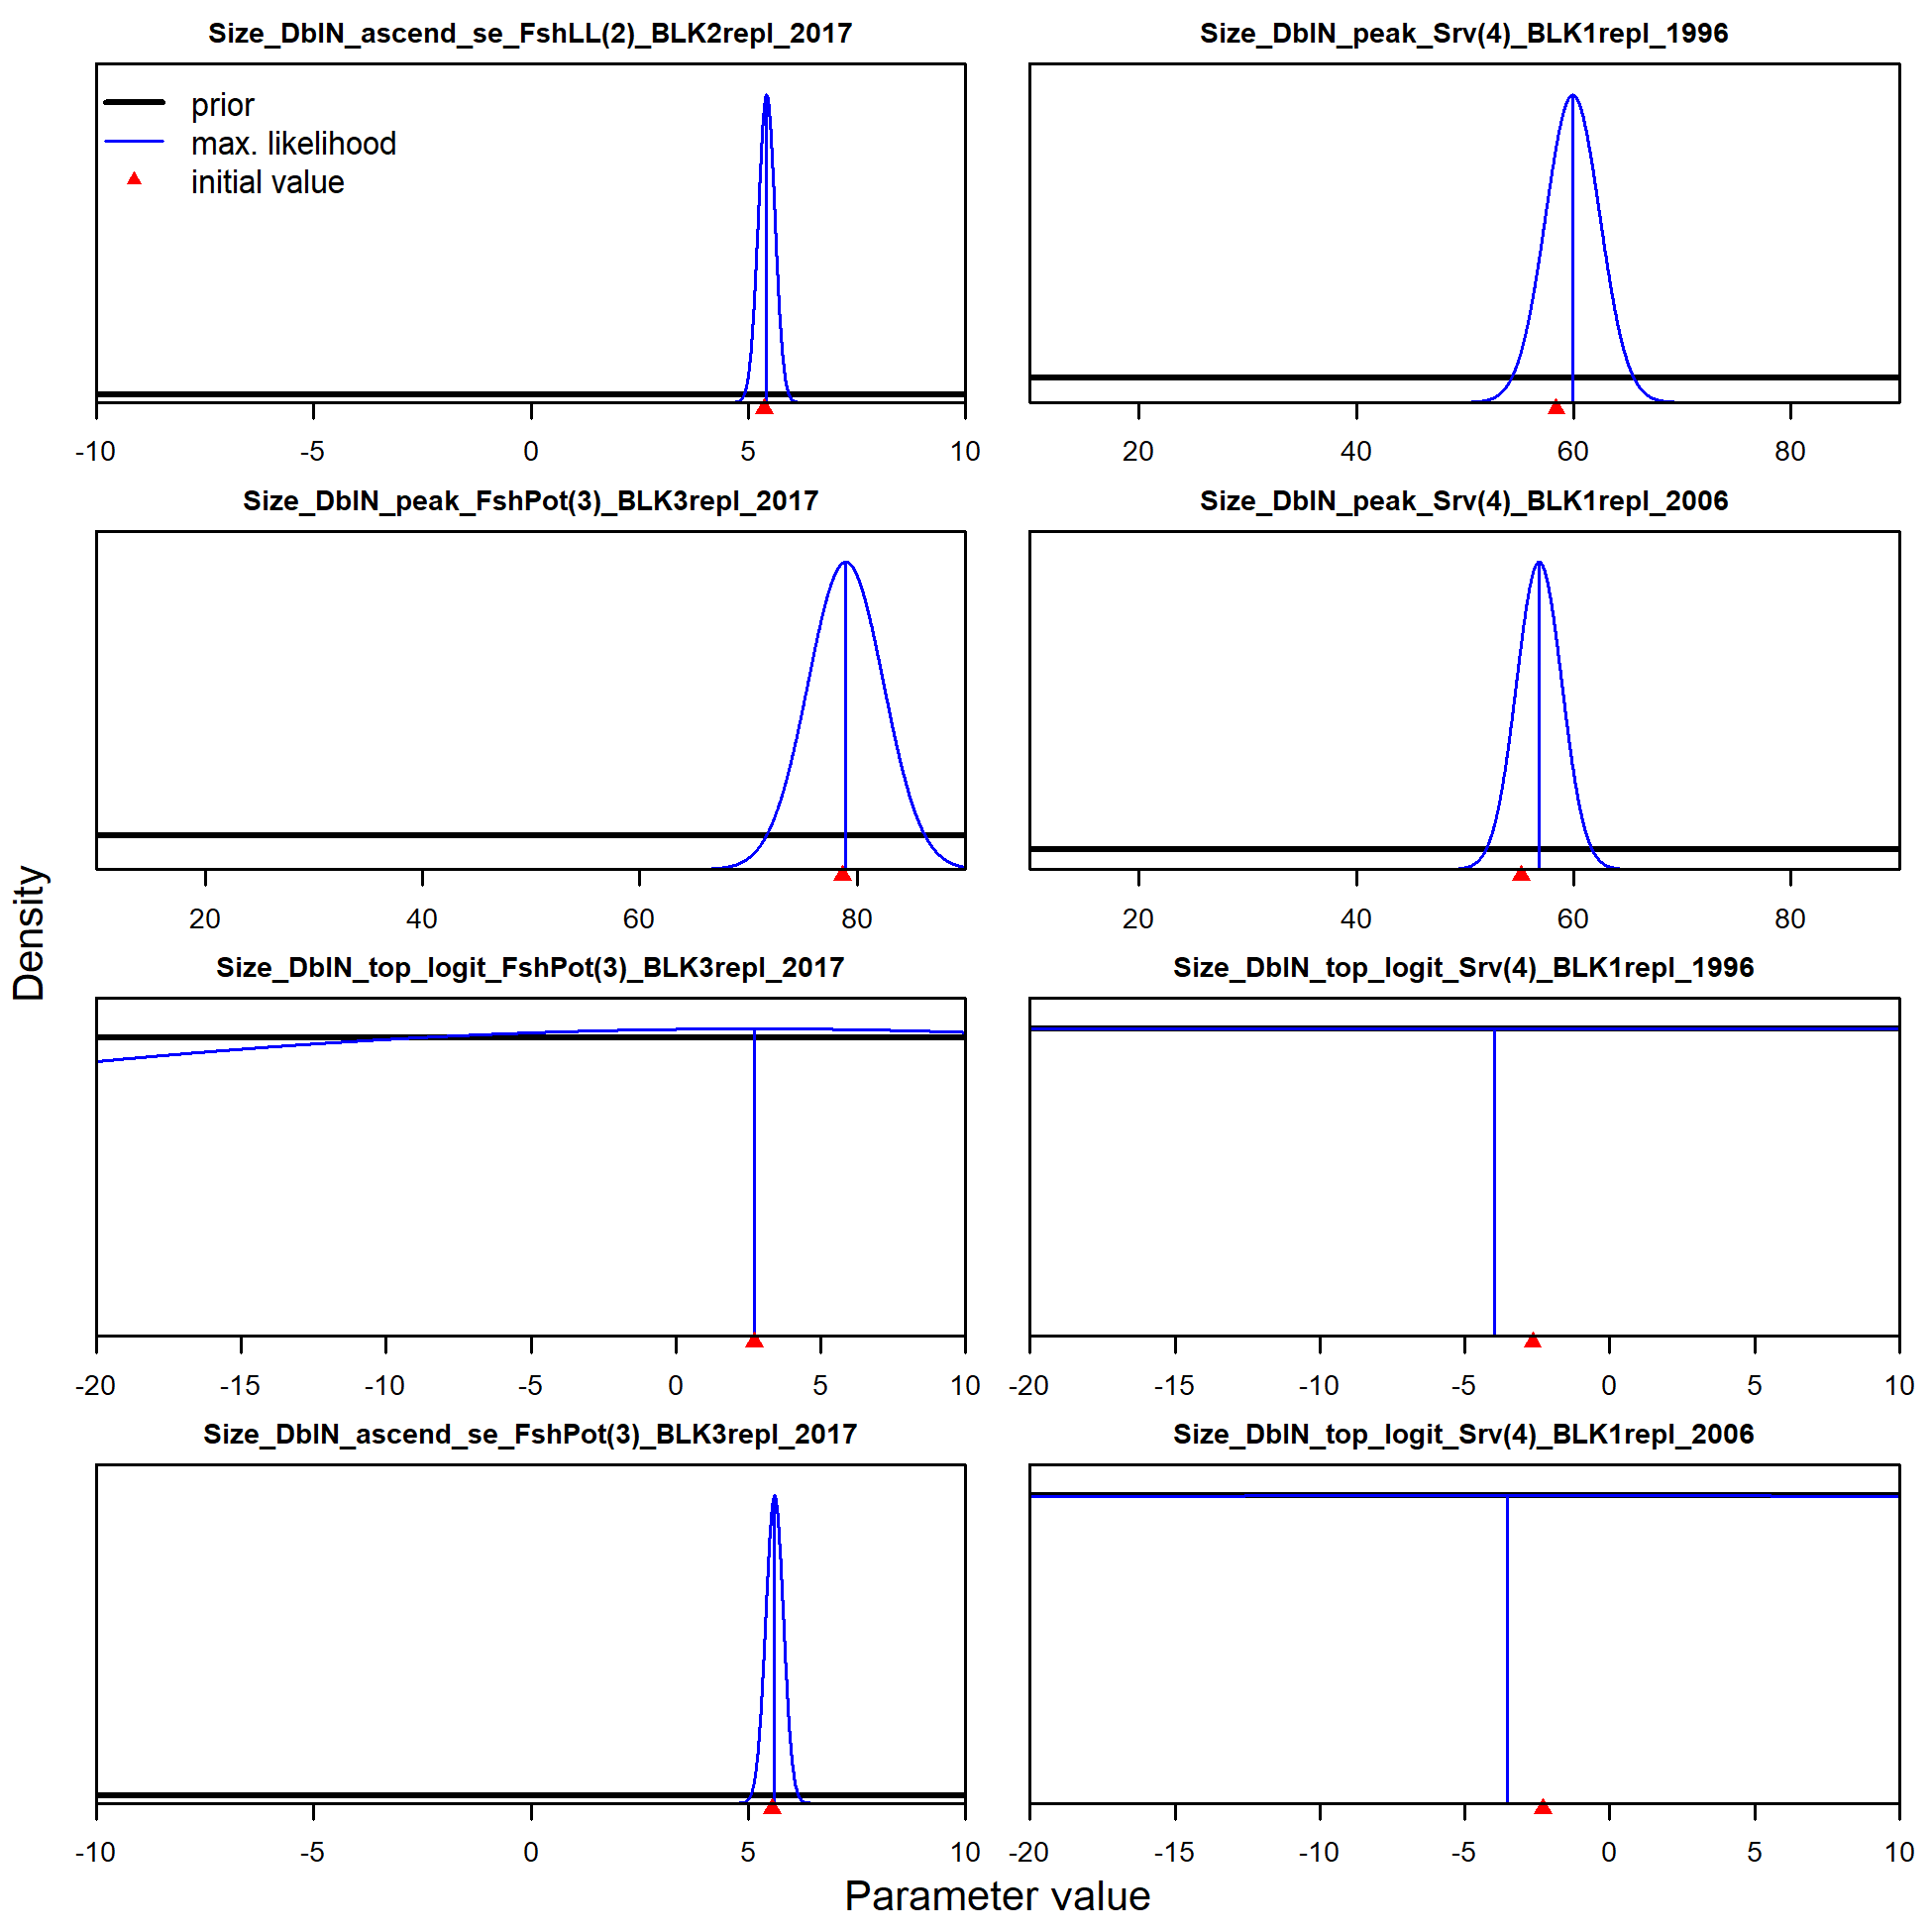 Size_DblN_ascend_se_FshLL(2)_BLK2repl_2017
prior
max. likelihood
initial value
-10 -5 0 5 10
Size_DblN_peak_Srv(4)_BLK1repl_1996
20 40 60 80
Size_DblN_peak_FshPot(3)_BLK3repl_2017
20 40 60 80
Size_DblN_peak_Srv(4)_BLK1repl_2006
20 40 60 80
Size_DblN_top_logit_FshPot(3)_BLK3repl_2017
-20 -15 -10 -5 0 5 10
Size_DblN_top_logit_Srv(4)_BLK1repl_1996
-20 -15 -10 -5 0 5 10
Size_DblN_ascend_se_FshPot(3)_BLK3repl_2017
-10 -5 0 5 10
Size_DblN_top_logit_Srv(4)_BLK1repl_2006
-20 -15 -10 -5 0 5 10
Density
Parameter value